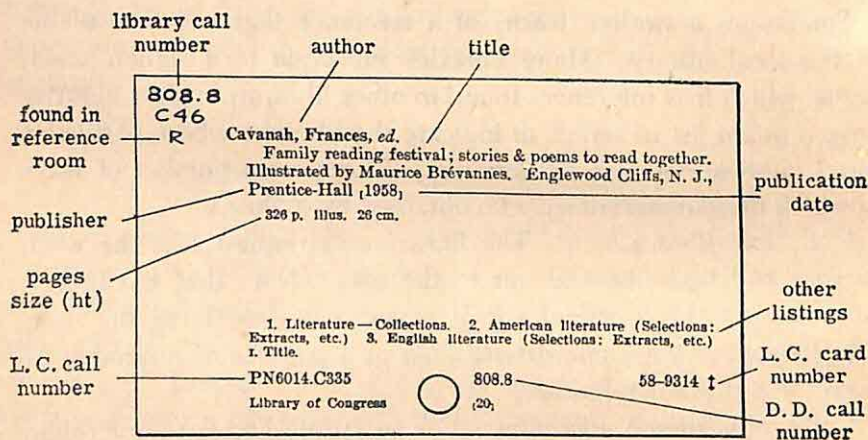 library call
number
author
title
808.8
C46
R
found in
reference
room
Cavanah, Frances, ed.
Family reading festival; stories & poems to read together.
Illustrated by Maurice Brévannes. Englewood Cliffs, N. J.,
Prentice-Hall [1958]
publisher
publication
date
326 p. illus. 26 cm.
pages
size (ht)
other
listings
1. Literature—Collections. 2. American literature (Selections:
Extracts, etc.) 3. English literature (Selections: Extracts, etc.)
I. Title.
L. C. call
number
PN6014.C335 808.8 58-9314 ‡
L. C. card
number
Library of Congress [20]
D. D. call
number